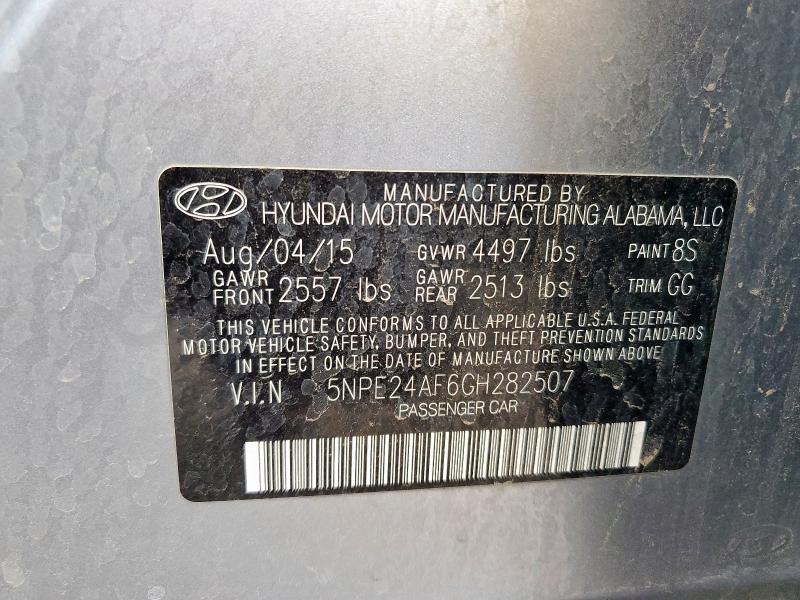 MANUFACTURED BY
HYUNDAI MOTOR MANUFACTURING ALABAMA, LLC
Aug/04/15 GVWR 4497 lbs PAINT 8S
GAWR FRONT 2557 lbs GAWR REAR 2513 lbs TRIM GG
THIS VEHICLE CONFORMS TO ALL APPLICABLE U.S.A. FEDERAL
MOTOR VEHICLE SAFETY, BUMPER, AND THEFT PREVENTION STANDARDS
IN EFFECT ON THE DATE OF MANUFACTURE SHOWN ABOVE
V.I.N 5NPE24AF6GH282507
PASSENGER CAR